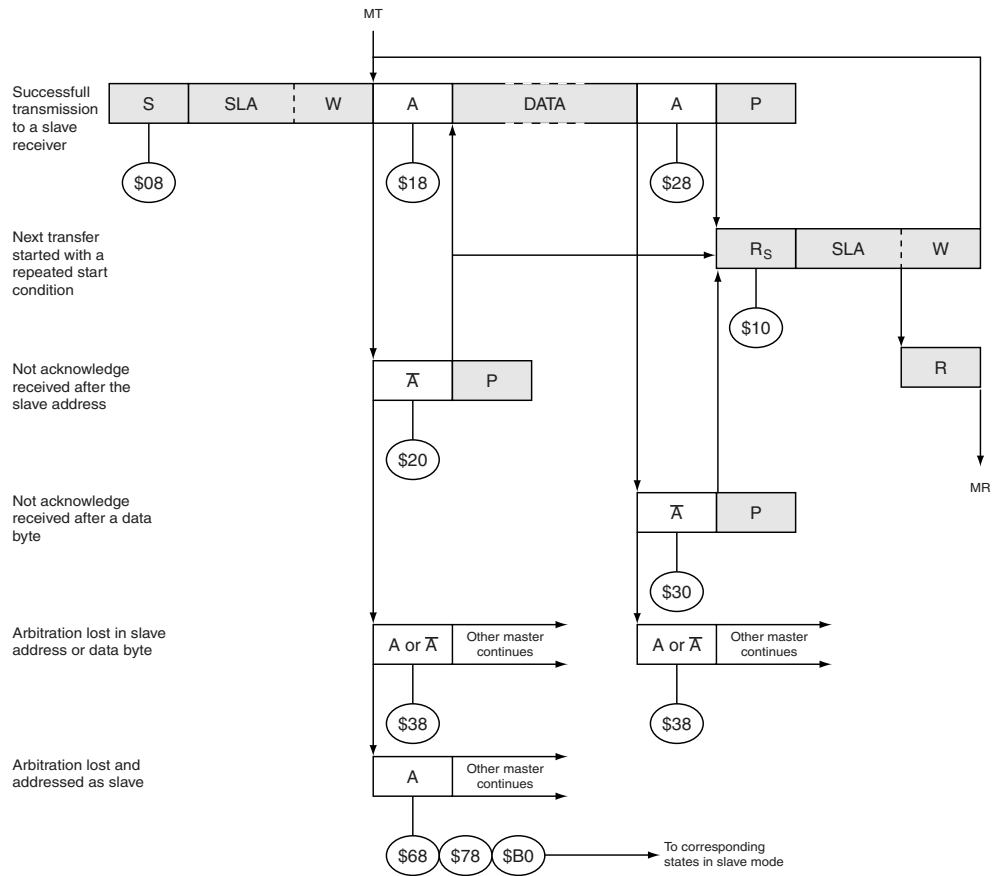 MT
Successfull
transmission
to a slave
receiver
S SLA W A DATA A P
$08 $18 $28
Next transfer
started with a
repeated start
condition
RS SLA W
$10
Not acknowledge
received after the
slave address
A̅ P
R
$20
MR
Not acknowledge
received after a data
byte
A̅ P
$30
Arbitration lost in slave
address or data byte
A or A̅ Other master
continues
A or A̅ Other master
continues
$38 $38
Arbitration lost and
addressed as slave
A Other master
continues
$68 $78 $B0
To corresponding
states in slave mode